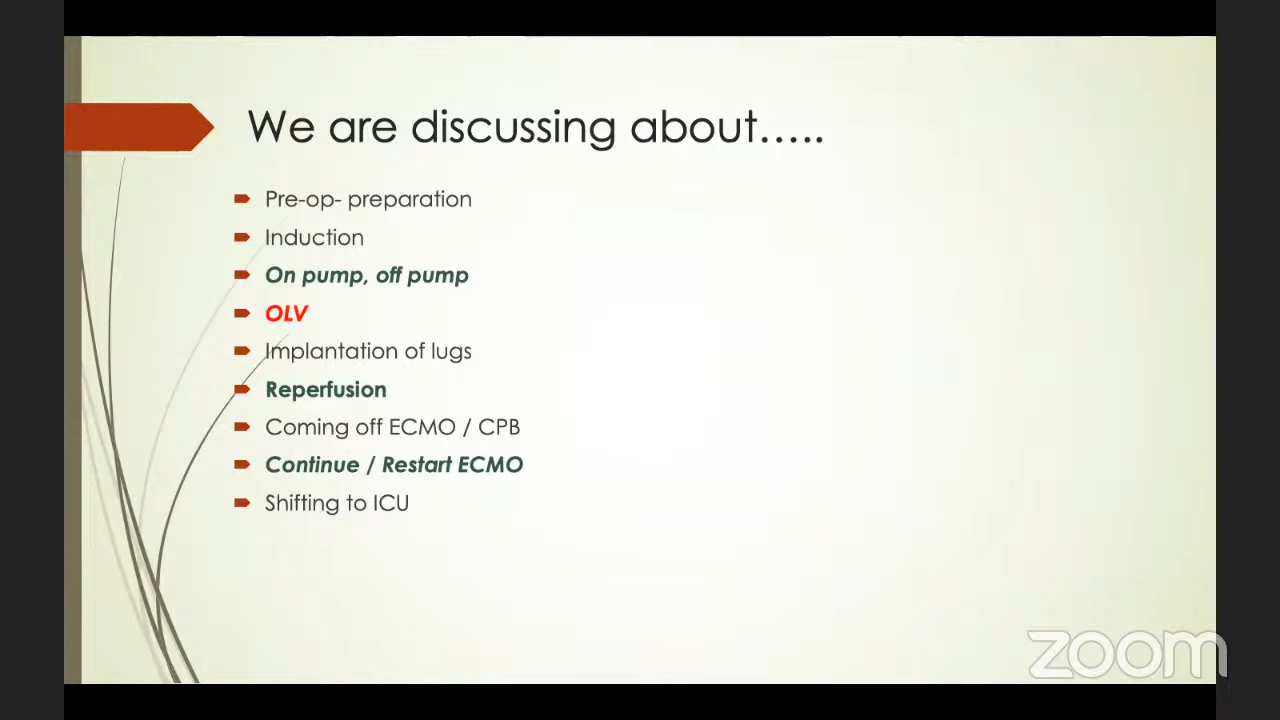 We are discussing about.....
Pre-op- preparation
Induction
On pump, off pump
OLV
Implantation of lugs
Reperfusion
Coming off ECMO / CPB
Continue / Restart ECMO
Shifting to ICU
zoom